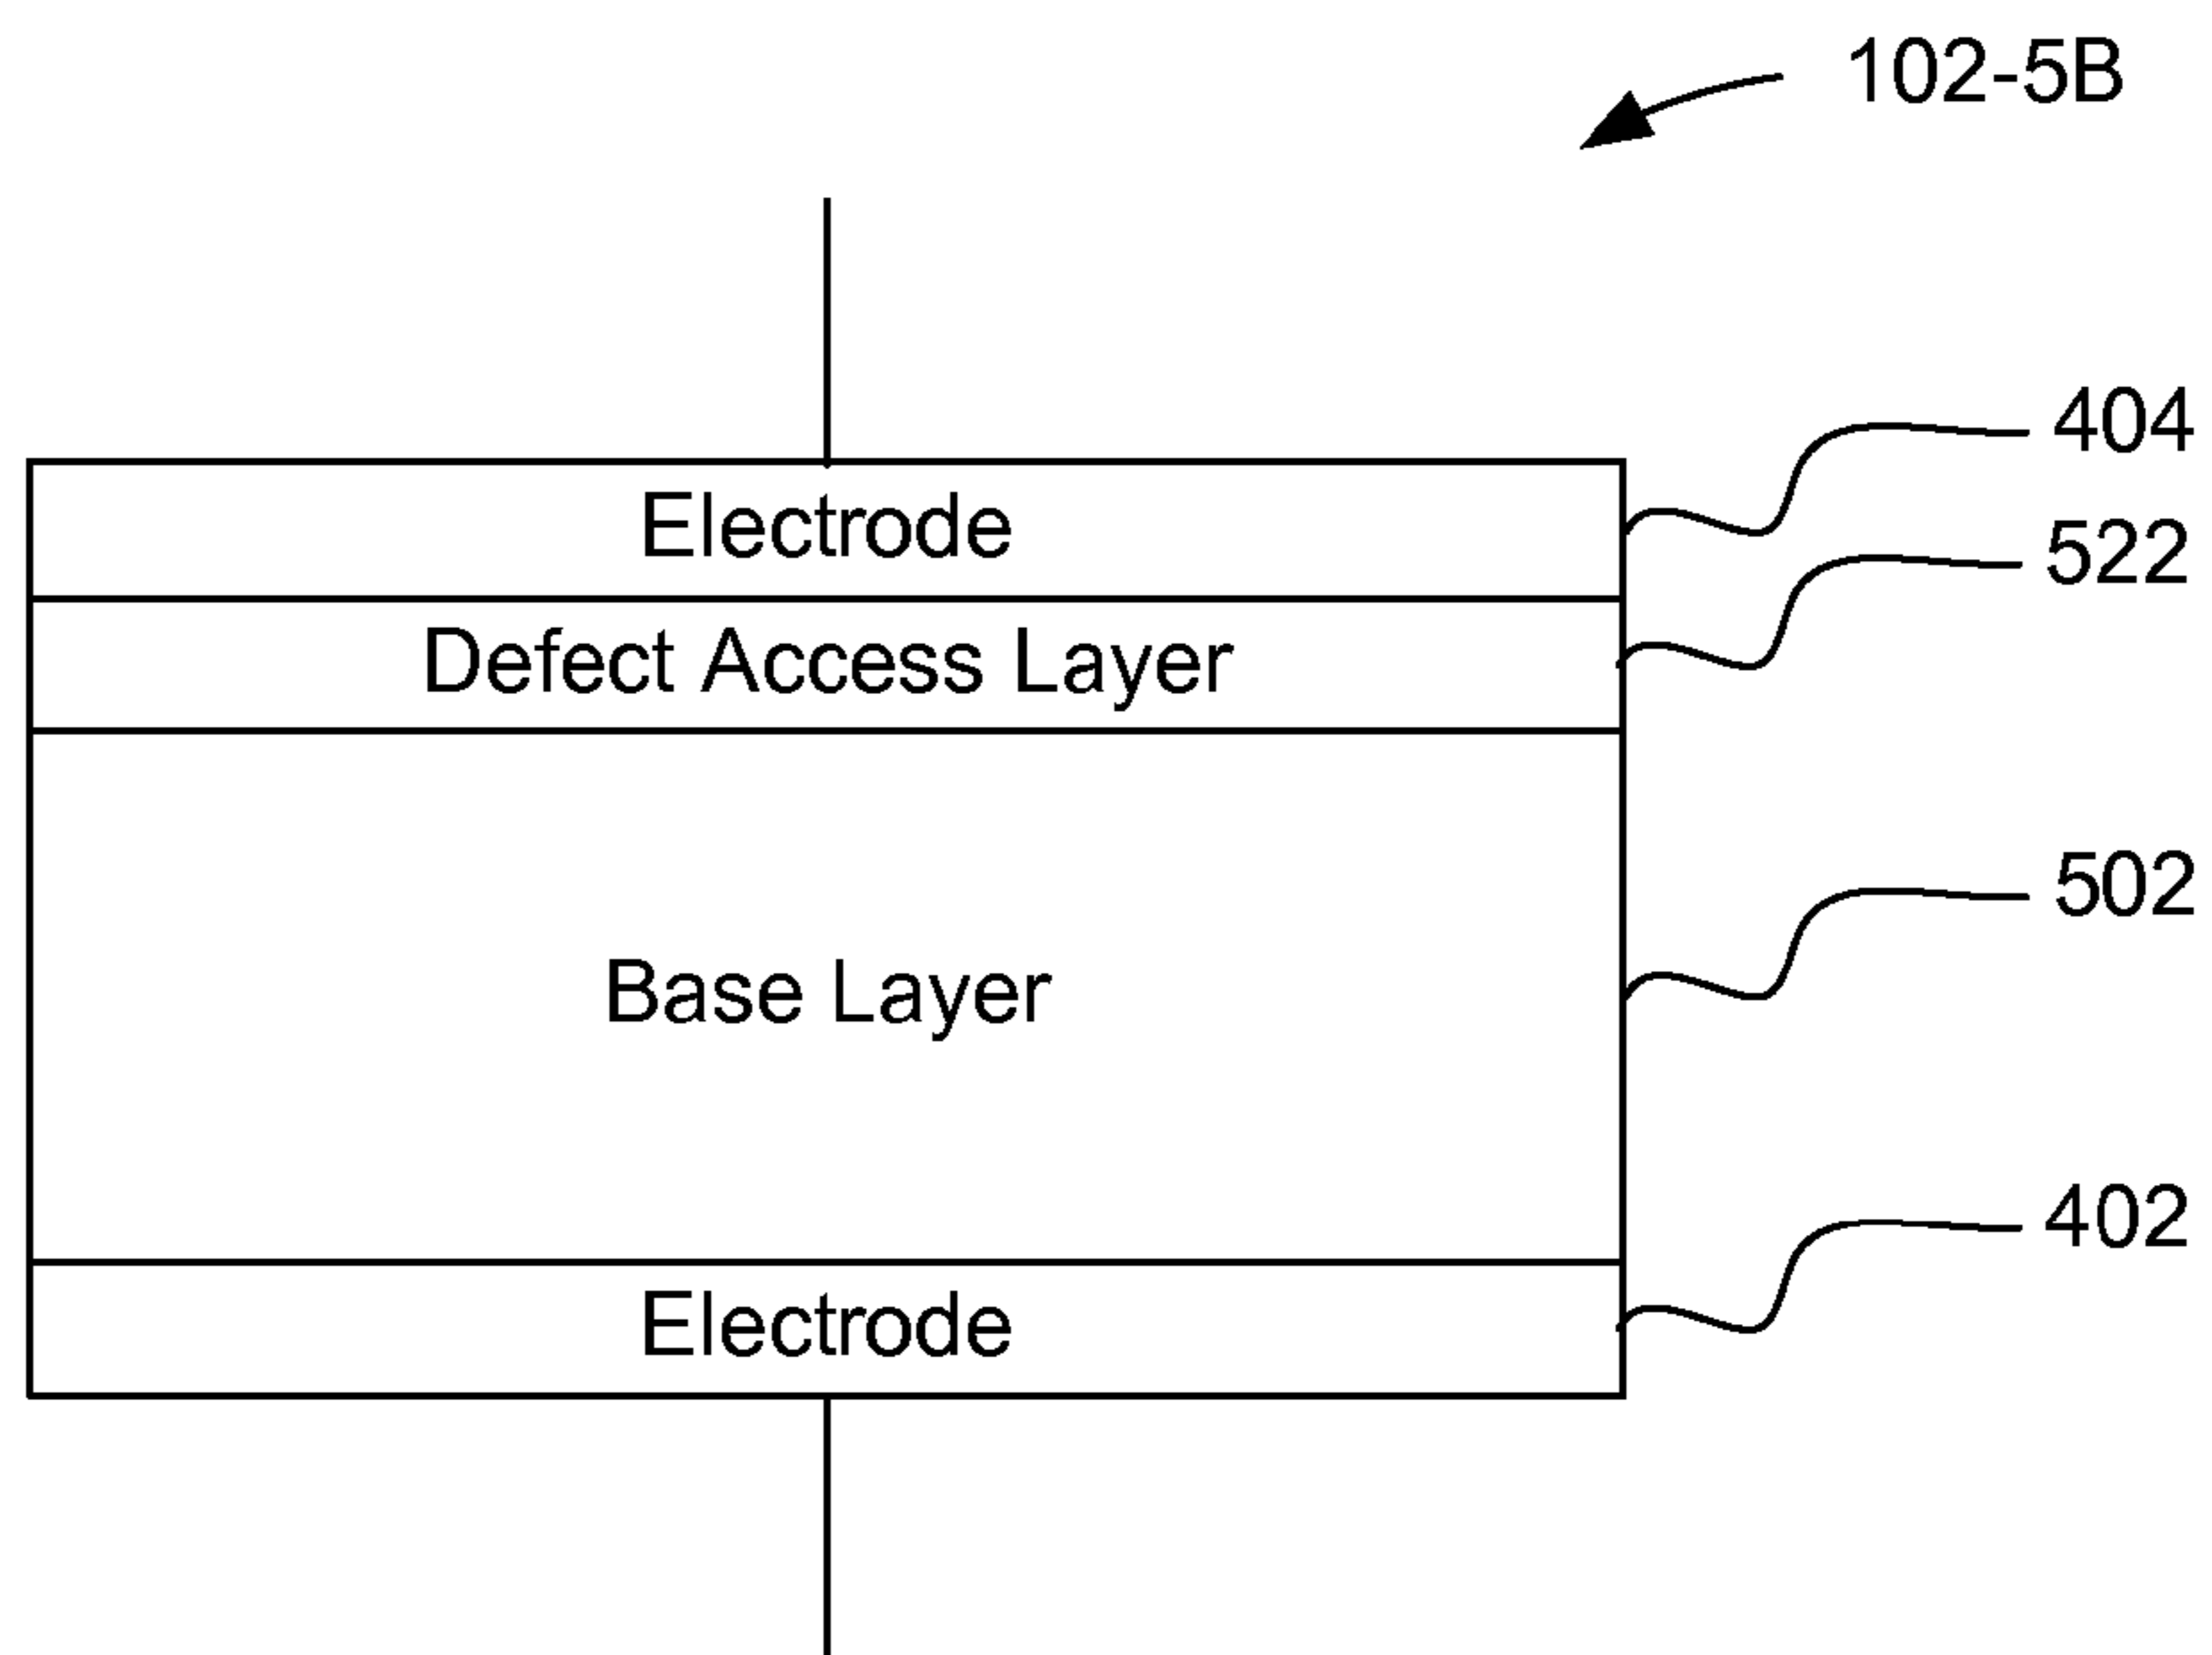 102-5B
404
Electrode
522
Defect Access Layer
502
Base Layer
402
Electrode